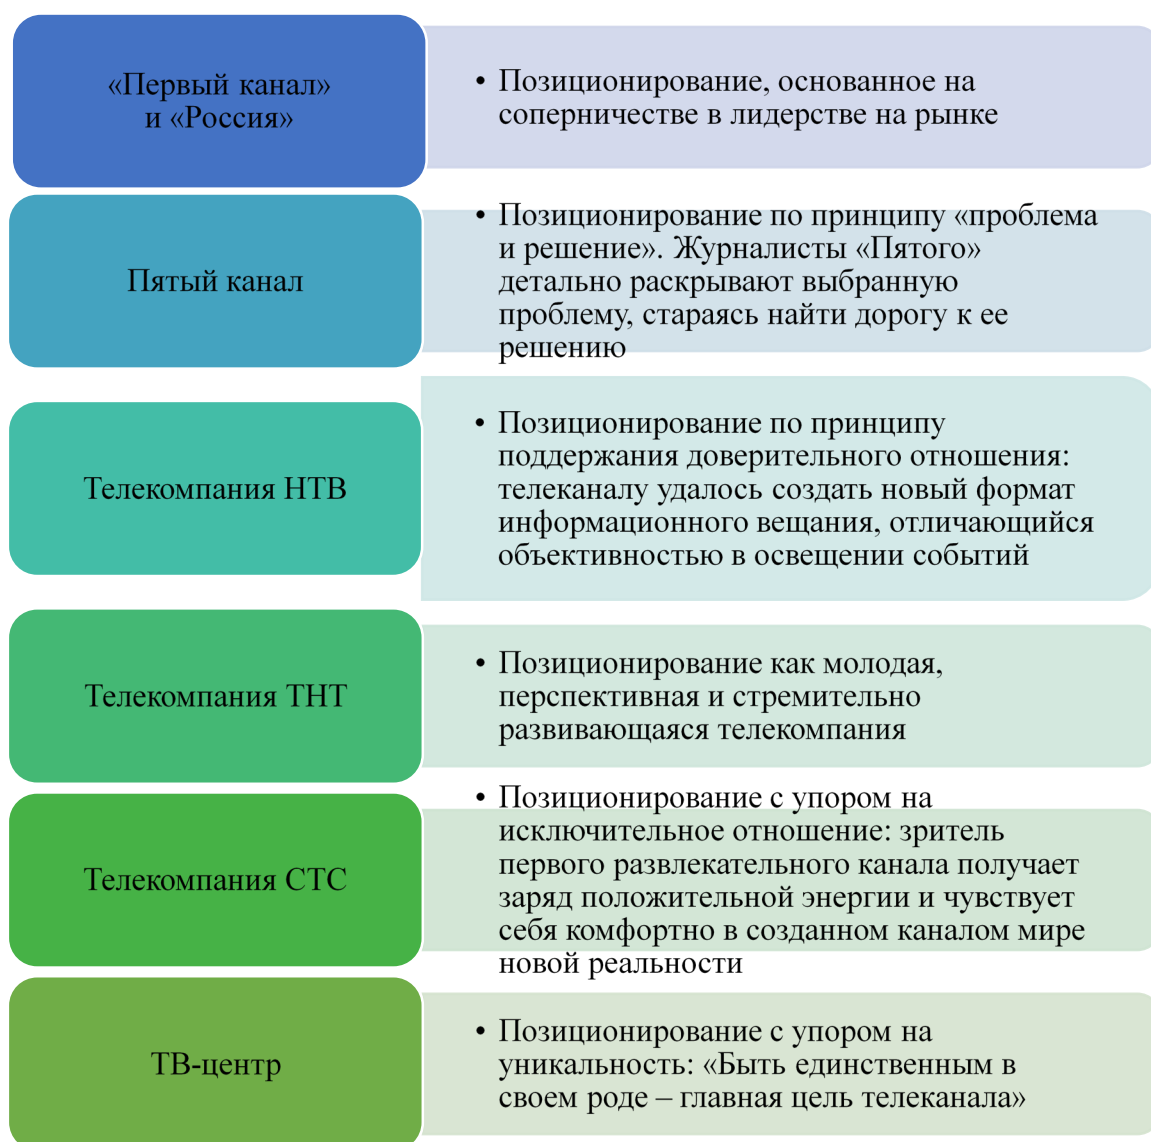 «Первый канал»
и «Россия»
• Позиционирование, основанное на
соперничестве в лидерстве на рынке
Пятый канал
• Позиционирование по принципу «проблема
и решение». Журналисты «Пятого»
детально раскрывают выбранную
проблему, стараясь найти дорогу к ее
решению
Телекомпания НТВ
• Позиционирование по принципу
поддержания доверительного отношения:
телеканалу удалось создать новый формат
информационного вещания, отличающийся
объективностью в освещении событий
Телекомпания ТНТ
• Позиционирование как молодая,
перспективная и стремительно
развивающаяся телекомпания
Телекомпания СТС
• Позиционирование с упором на
исключительное отношение: зритель
первого развлекательного канала получает
заряд положительной энергии и чувствует
себя комфортно в созданном каналом мире
новой реальности
ТВ-центр
• Позиционирование с упором на
уникальность: «Быть единственным в
своем роде – главная цель телеканала»